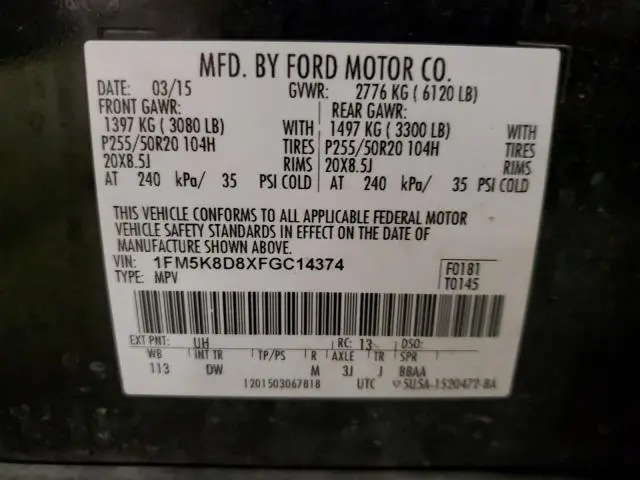 MFD. BY FORD MOTOR CO.
DATE: 03/15 GVWR: 2776 KG ( 6120 LB)
FRONT GAWR: REAR GAWR:
1397 KG ( 3080 LB) WITH 1497 KG ( 3300 LB) WITH
P255/50R20 104H TIRES P255/50R20 104H TIRES
20X8.5J RIMS 20X8.5J RIMS
AT 240 kPa/ 35 PSI COLD AT 240 kPa/ 35 PSI COLD
THIS VEHICLE CONFORMS TO ALL APPLICABLE FEDERAL MOTOR
VEHICLE SAFETY STANDARDS IN EFFECT ON THE DATE OF
MANUFACTURE SHOWN ABOVE.
VIN: 1FM5K8D8XFGC14374 F0181
TYPE: MPV T0145
EXT PNT: UH RC: 13 DSO:
WB INT TR TP/PS R AXLE TR SPR
113 DW M 3J J BBAA
1201503067818 UTC SU5A-1520472-BA